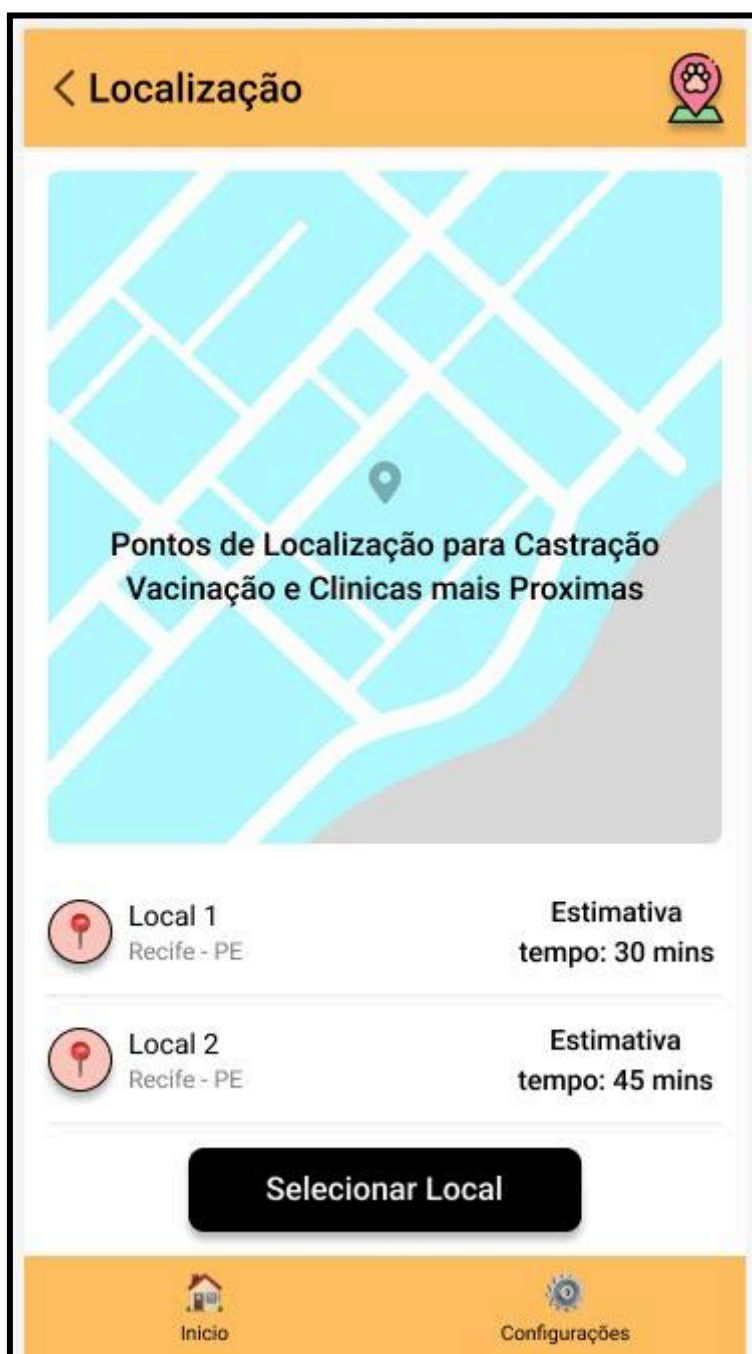 Localização
Pontos de Localização para Castração
Vacinação e Clinicas mais Proximas
Local 1
Recife - PE
Estimativa
tempo: 30 mins
Local 2
Recife - PE
Estimativa
tempo: 45 mins
Selecionar Local
Inicio
Configurações